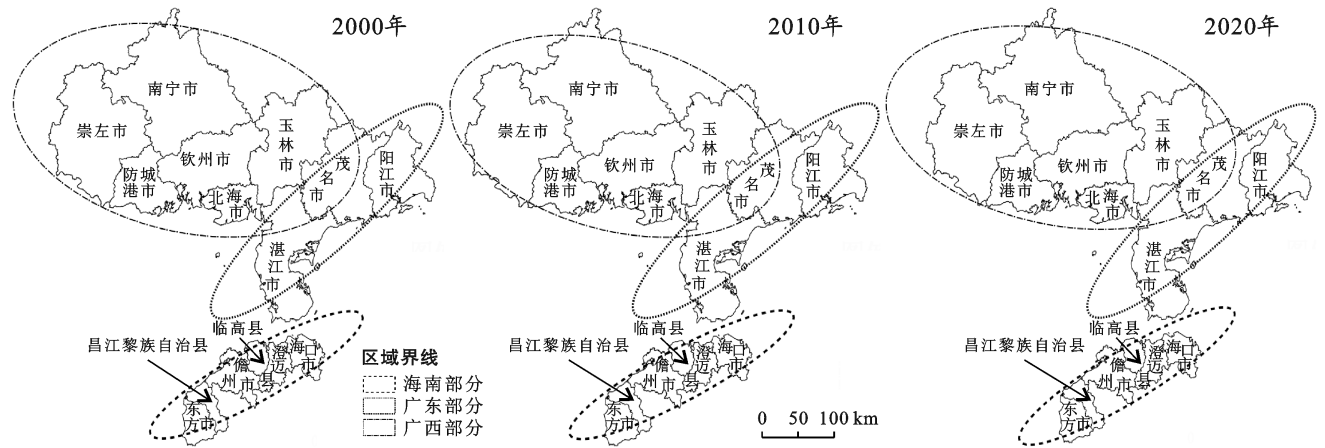 2000年
南宁市
崇左市
玉林市
钦州市
防城港市
北海市
茂名市
阳江市
湛江市
临高县
昌江黎族自治县
儋州市
澄迈县
海口市
东方市
2010年
南宁市
崇左市
玉林市
钦州市
防城港市
北海市
茂名市
阳江市
湛江市
临高县
昌江黎族自治县
儋州市
澄迈县
海口市
东方市
2020年
南宁市
崇左市
玉林市
钦州市
防城港市
北海市
茂名市
阳江市
湛江市
临高县
昌江黎族自治县
儋州市
澄迈县
海口市
东方市
区域界线
海南部分
广东部分
广西部分
0 50 100 km